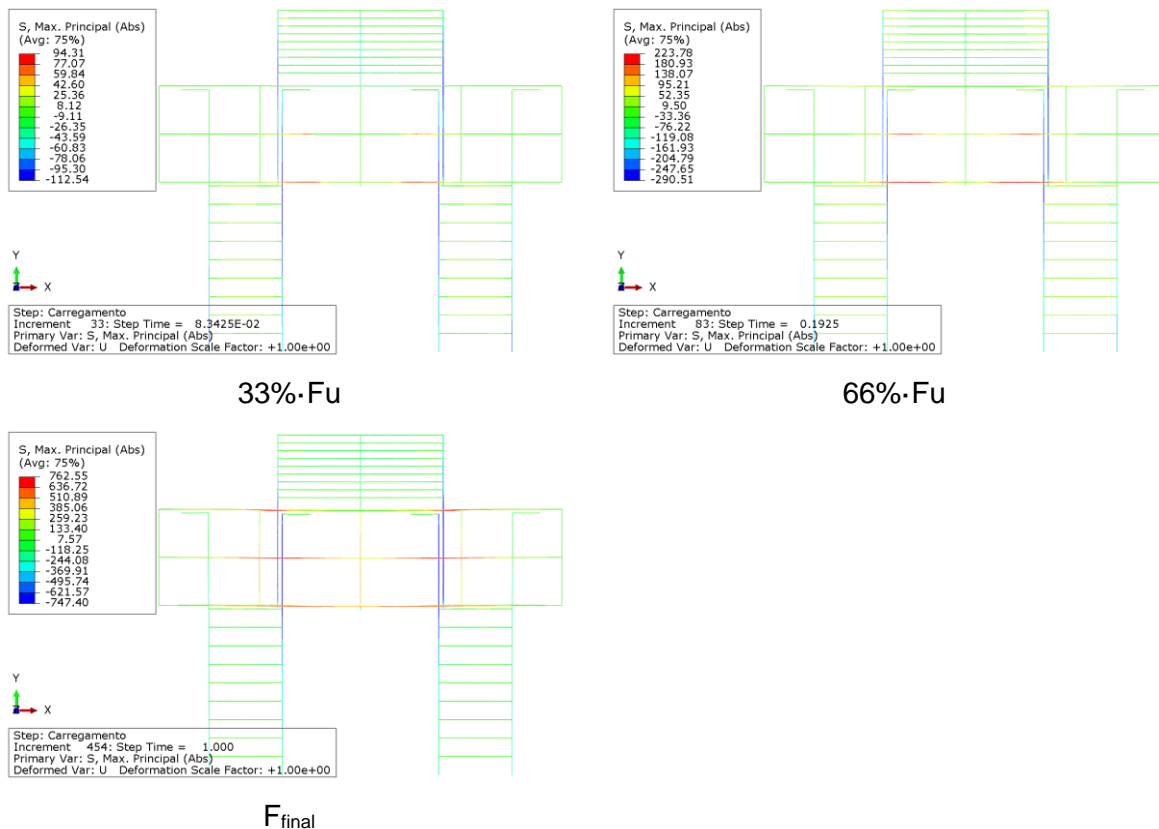 S, Max. Principal (Abs)
(Avg: 75%)
94.31
77.07
59.84
42.60
25.36
8.12
-9.11
-26.35
-43.59
-60.83
-78.06
-95.30
-112.54
Y
X
Step: Carregamento
Increment 33: Step Time = 8.3425E-02
Primary Var: S, Max. Principal (Abs)
Deformed Var: U Deformation Scale Factor: +1.00e+00
33%·Fu
S, Max. Principal (Abs)
(Avg: 75%)
223.78
180.93
138.07
95.21
52.35
9.50
-33.36
-76.22
-119.08
-161.93
-204.79
-247.65
-290.51
Y
X
Step: Carregamento
Increment 83: Step Time = 0.1925
Primary Var: S, Max. Principal (Abs)
Deformed Var: U Deformation Scale Factor: +1.00e+00
66%·Fu
S, Max. Principal (Abs)
(Avg: 75%)
762.55
636.72
510.89
385.06
259.23
133.40
7.57
-118.25
-244.08
-369.91
-495.74
-621.57
-747.40
Y
X
Step: Carregamento
Increment 454: Step Time = 1.000
Primary Var: S, Max. Principal (Abs)
Deformed Var: U Deformation Scale Factor: +1.00e+00
Ffinal